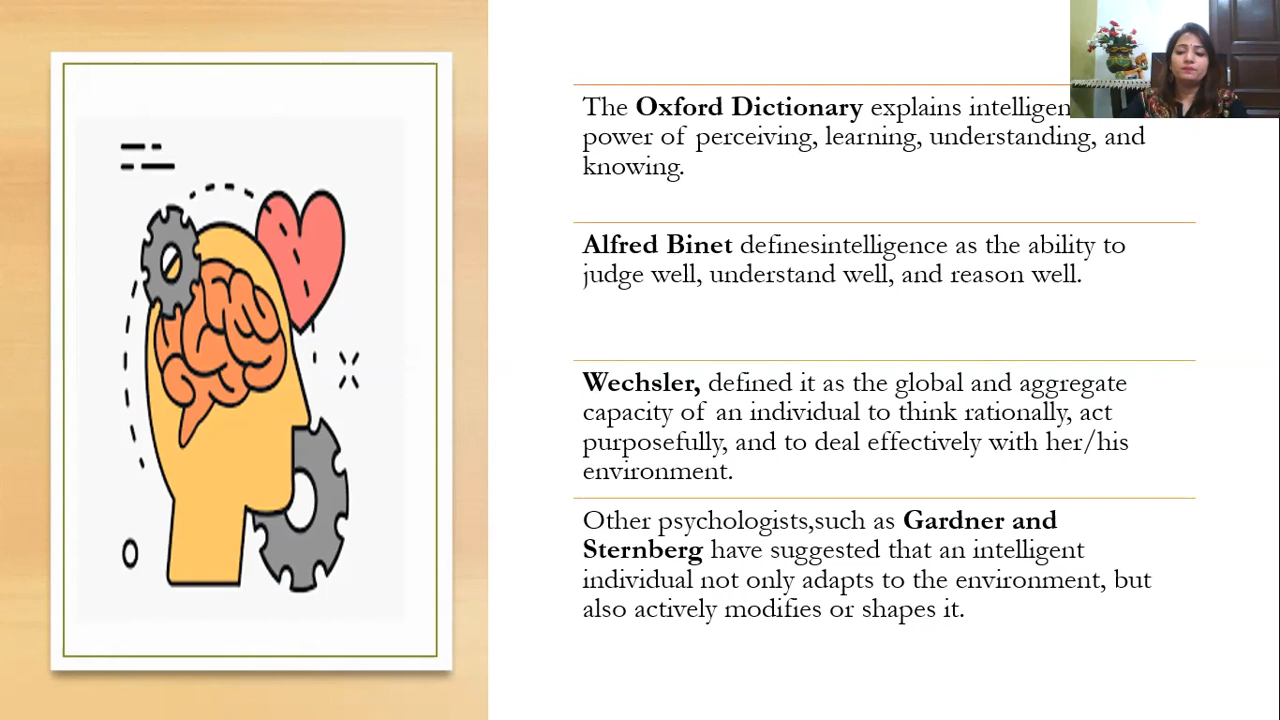 The Oxford Dictionary explains intelligen
power of perceiving, learning, understanding, and
knowing.
Alfred Binet definesintelligence as the ability to
judge well, understand well, and reason well.
Wechsler, defined it as the global and aggregate
capacity of an individual to think rationally, act
purposefully, and to deal effectively with her/his
environment.
Other psychologists,such as Gardner and
Sternberg have suggested that an intelligent
individual not only adapts to the environment, but
also actively modifies or shapes it.